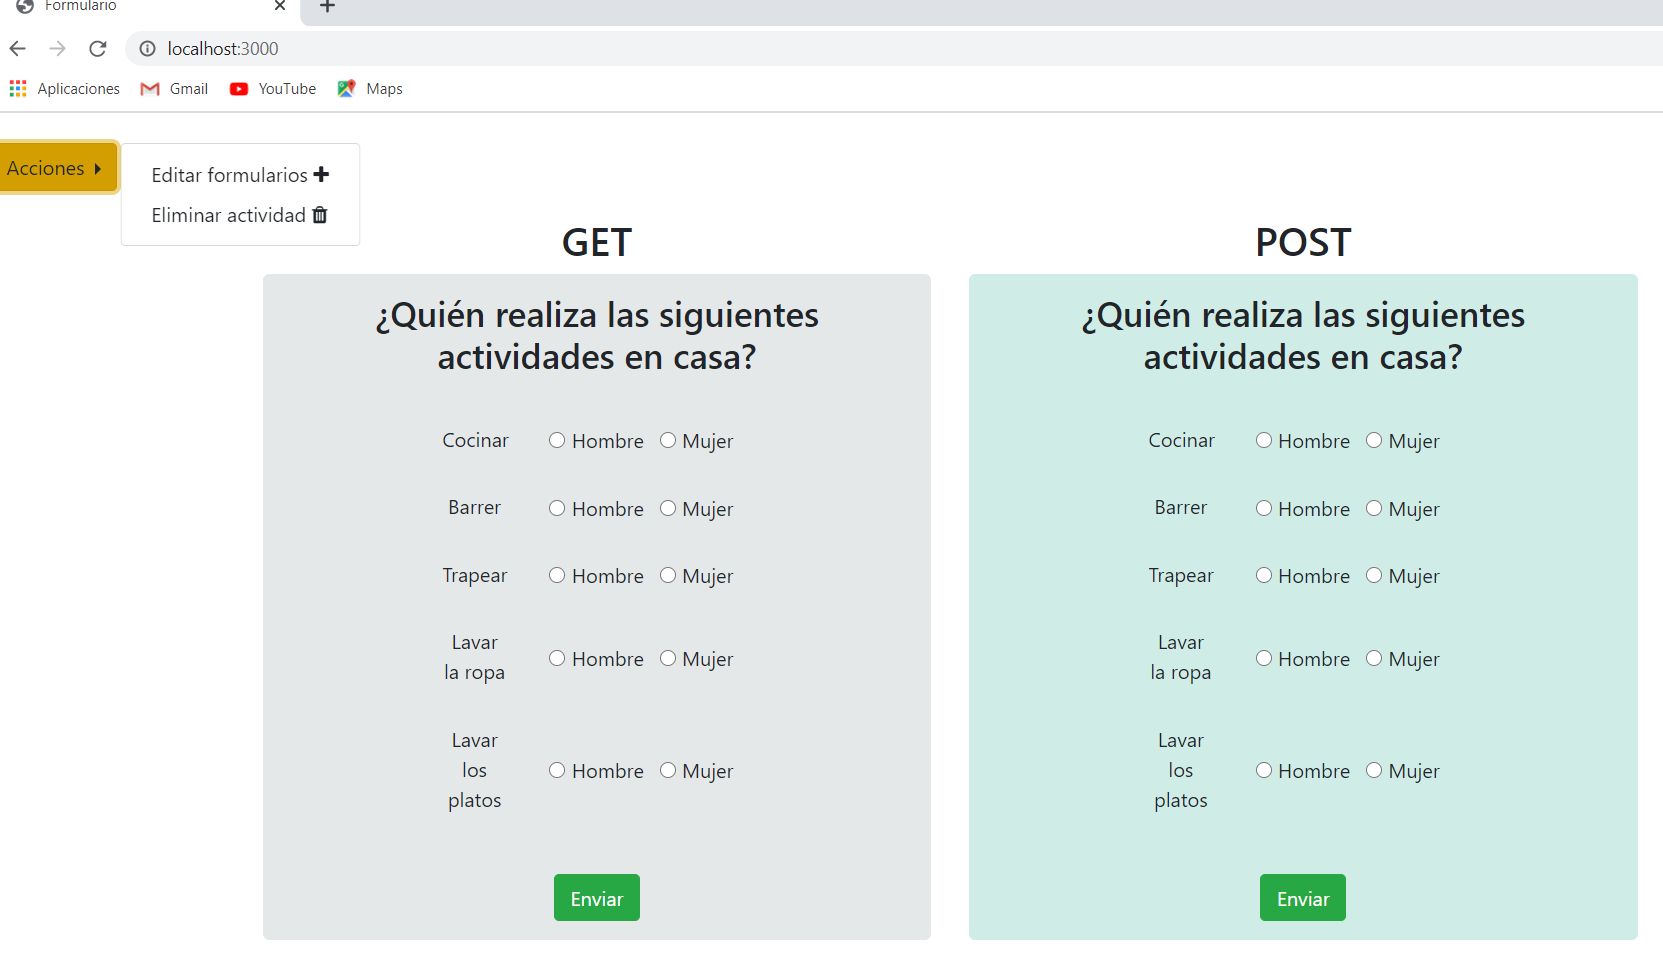 Formulario
localhost:3000
Aplicaciones Gmail YouTube Maps
Acciones
Editar formularios
Eliminar actividad
GET
¿Quién realiza las siguientes
actividades en casa?
Cocinar Hombre Mujer
Barrer Hombre Mujer
Trapear Hombre Mujer
Lavar
la ropa
Hombre Mujer
Lavar
los
platos
Hombre Mujer
Enviar
POST
¿Quién realiza las siguientes
actividades en casa?
Cocinar Hombre Mujer
Barrer Hombre Mujer
Trapear Hombre Mujer
Lavar
la ropa
Hombre Mujer
Lavar
los
platos
Hombre Mujer
Enviar